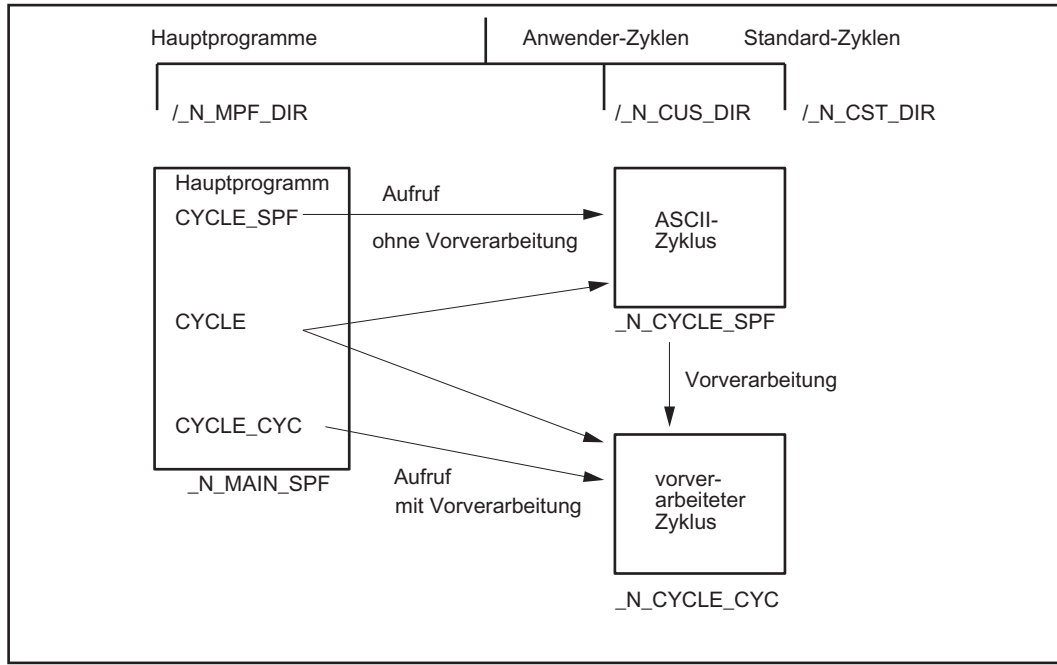 Hauptprogramme
Anwender-Zyklen
Standard-Zyklen
/_N_MPF_DIR
/_N_CUS_DIR
/_N_CST_DIR
Hauptprogramm
CYCLE_SPF
Aufruf
ohne Vorverarbeitung
ASCII-
Zyklus
CYCLE
_N_CYCLE_SPF
Vorverarbeitung
CYCLE_CYC
_N_MAIN_SPF
Aufruf
mit Vorverarbeitung
vorver-
arbeiteter
Zyklus
_N_CYCLE_CYC